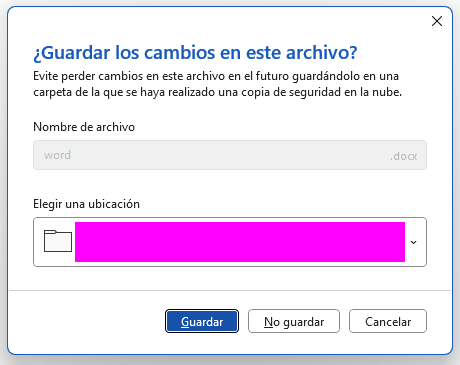 ¿Guardar los cambios en este archivo?
Evite perder cambios en este archivo en el futuro guardándolo en una
carpeta de la que se haya realizado una copia de seguridad en la nube.
Nombre de archivo
word .docx
Elegir una ubicación
Guardar No guardar Cancelar